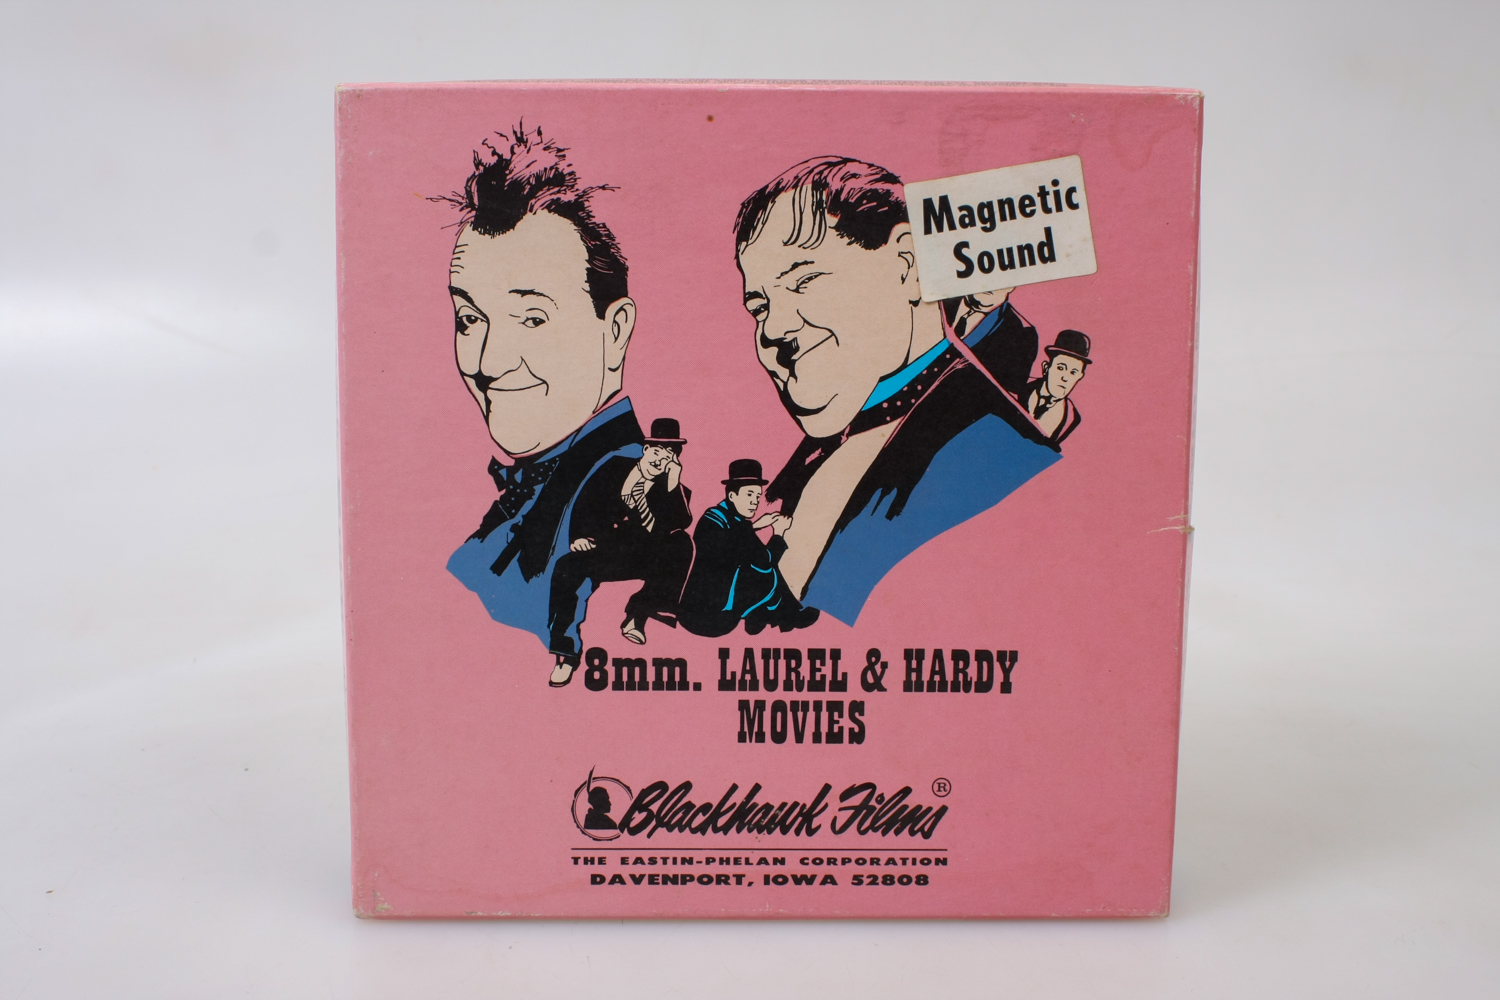 Magnetic
Sound
8mm. LAUREL & HARDY
MOVIES
Blackhawk Films ®
THE EASTIN-PHELAN CORPORATION
DAVENPORT, IOWA 52808